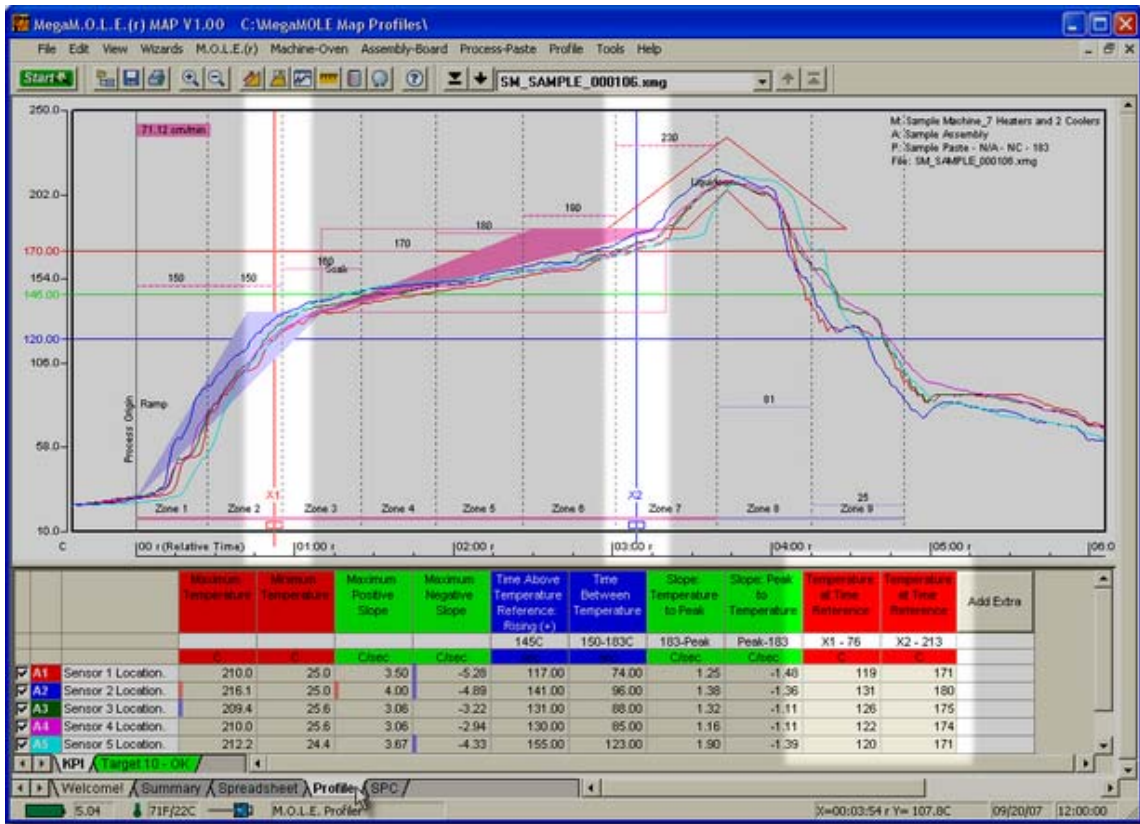 MegaM.O.L.E.(r) MAP V1.00 C:\MegaMOLE Map Profiles\
File Edit View Wizards M.O.L.E.(r) Machine-Oven Assembly-Board Process-Paste Profile Tools Help
Start
SM_SAMPLE_000106.xmg
250.0
71.12 cm/min
M: Sample Machine_7 Heaters and 2 Coolers
A: Sample Assembly
P: Sample Paste - N/A - NC - 183
File: SM_SAMPLE_000106.xmg
230
202.0
Liquidous
190
180
170
170.00
160
Soak
154.0
150 150
145.00
120.00
106.0
Ramp
81
Process Origin
58.0
X1 X2
25
Zone 1 Zone 2 Zone 3 Zone 4 Zone 5 Zone 6 Zone 7 Zone 8 Zone 9
10.0
C 00 r (Relative Time) 01:00 r 02:00 r 03:00 r 04:00 r 05:00 r 06:0
Maximum Temperature Minimum Temperature Maximum Positive Slope Maximum Negative Slope Time Above Temperature Reference: Rising (+) Time Between Temperature Slope: Temperature to Peak Slope: Peak to Temperature Temperature at Time Reference Temperature at Time Reference Add Extra
145C 150-183C 183-Peak Peak-183 X1 - 76 X2 - 213
C C C/sec C/sec C/sec C/sec C C
A1 Sensor 1 Location. 210.0 25.0 3.50 -5.28 117.00 74.00 1.25 -1.48 119 171
A2 Sensor 2 Location. 216.1 25.0 4.00 -4.89 141.00 96.00 1.38 -1.36 131 180
A3 Sensor 3 Location. 209.4 25.6 3.06 -3.22 131.00 88.00 1.32 -1.11 126 175
A4 Sensor 4 Location. 210.0 25.6 3.06 -2.94 130.00 85.00 1.16 -1.11 122 174
A5 Sensor 5 Location. 212.2 24.4 3.67 -4.33 155.00 123.00 1.90 -1.39 120 171
KPI Target 10 - OK
Welcome! Summary Spreadsheet Profile SPC
5.04 71F/22C M.O.L.E. Profiler X=00:03:54 r Y= 107.8C 09/20/07 12:00:00